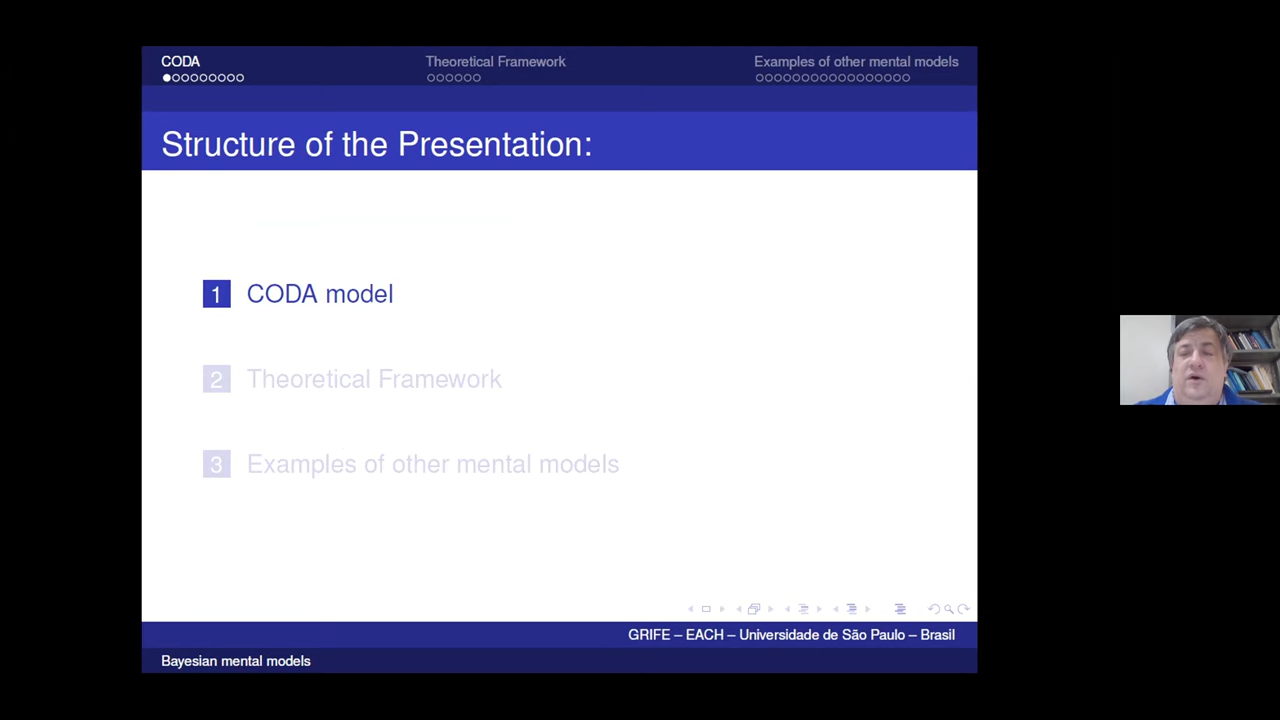 CODA
Theoretical Framework
Examples of other mental models
Structure of the Presentation:
1 CODA model
2 Theoretical Framework
3 Examples of other mental models
GRIFE – EACH – Universidade de São Paulo – Brasil
Bayesian mental models